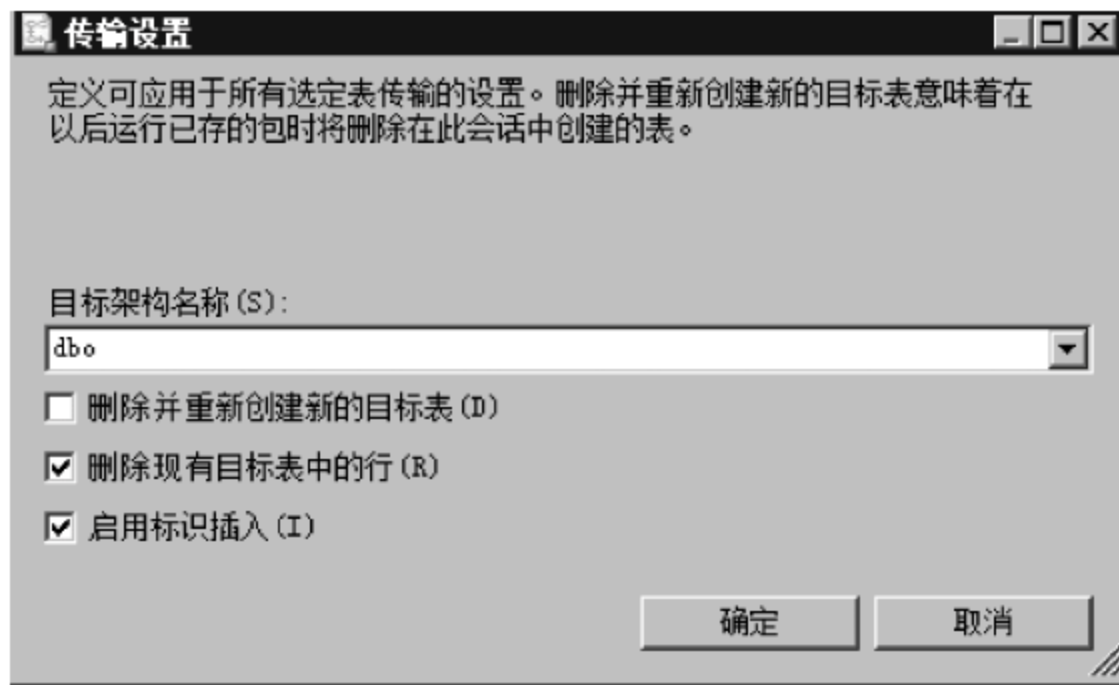 传输设置
定义可应用于所有选定表传输的设置。删除并重新创建新的目标表意味着在
以后运行已存的包时将删除在此会话中创建的表。
目标架构名称(S):
dbo
删除并重新创建新的目标表(D)
删除现有目标表中的行(R)
启用标识插入(I)
确定 取消